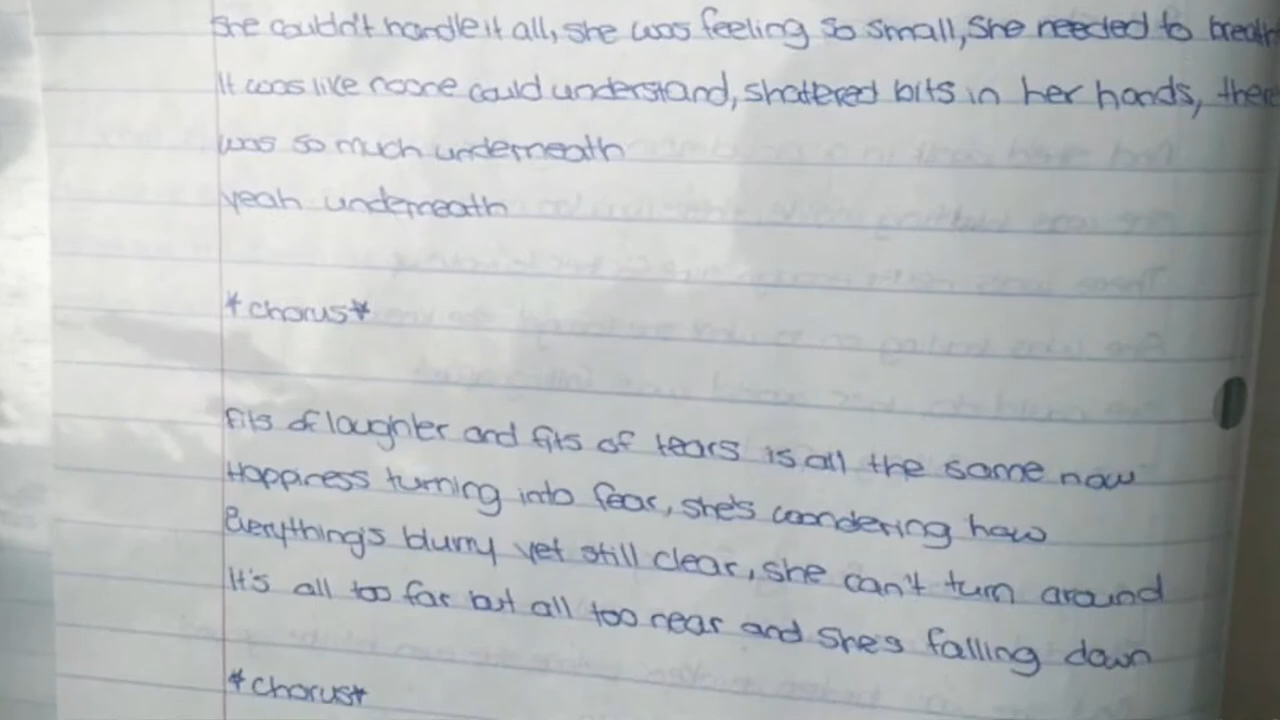 She couldn't handle it all, she was feeling so small, she needed to breath
It was like noone could understand, shattered bits in her hands, there
was so much underneath
yeah underneath
*chorus*
Fits of laughter and fits of tears is all the same now
Happiness turning into fear, she's wondering how
Everything's blurry yet still clear, she can't turn around
It's all too far but all too near and she's falling down
*chorus*